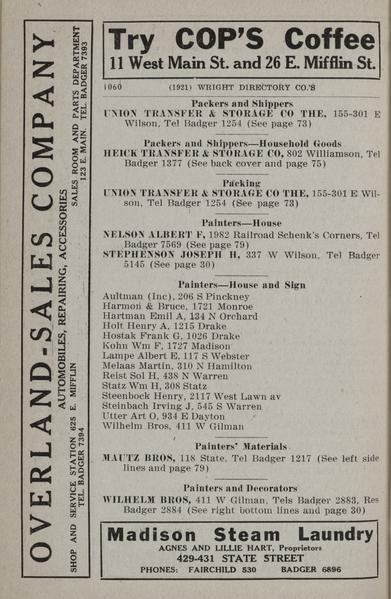 Try COP'S Coffee
11 West Main St. and 26 E. Mifflin St.
1060 (1921) WRIGHT DIRECTORY CO.'S
Packers and Shippers
UNION TRANSFER & STORAGE CO THE, 155-301 E
Wilson, Tel Badger 1254 (See page 73)
Packers and Shippers—Household Goods
HEICK TRANSFER & STORAGE CO, 802 Williamson, Tel
Badger 1377 (See back cover and page 75)
Packing
UNION TRANSFER & STORAGE CO THE, 155-301 E Wil-
son, Tel Badger 1254 (See page 73)
Painters—House
NELSON ALBERT F, 1982 Railroad Schenk's Corners, Tel
Badger 7569 (See page 79)
STEPHENSON JOSEPH H, 337 W Wilson, Tel Badger
5145 (See page 30)
Painters—House and Sign
Aultman (Inc), 206 S Pinckney
Harmon & Bruce, 1721 Monroe
Hartman Emil A, 134 N Orchard
Holt Henry A, 1215 Drake
Hostak Frank G, 1026 Drake
Kohn Wm F, 1727 Madison
Lampe Albert E, 117 S Webster
Melaas Martin, 310 N Hamilton
Reist Sol H, 438 N Warren
Statz Wm H, 308 Statz
Steenbock Henry, 2117 West Lawn av
Steinbach Irving J, 545 S Warren
Utter Art O, 934 E Dayton
Wilhelm Bros, 411 W Gilman
Painters' Materials
MAUTZ BROS, 118 State, Tel Badger 1217 (See left side
lines and page 79)
Painters and Decorators
WILHELM BROS, 411 W Gilman, Tels Badger 2883, Res
Badger 2884 (See right bottom lines and page 30)
Madison Steam Laundry
AGNES AND LILLIE HART, Proprietors
429-431 STATE STREET
PHONES: FAIRCHILD 530 BADGER 6896
OVERLAND-SALES COMPANY
AUTOMOBILES, REPAIRING, ACCESSORIES
SHOP AND SERVICE STATION 625 E. MIFFLIN
TEL. BADGER 7394
SALES ROOM AND PARTS DEPARTMENT
123 E. MAIN. TEL. BADGER 7393